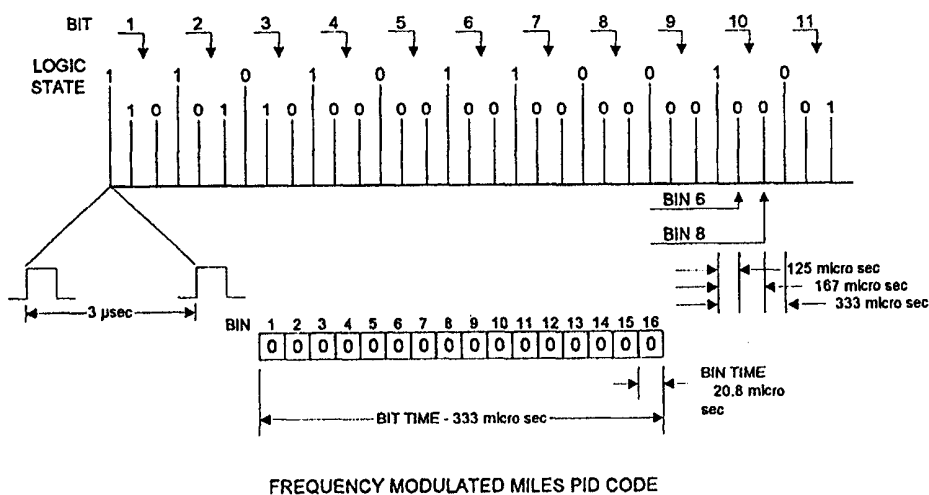 BIT 1 2 3 4 5 6 7 8 9 10 11
LOGIC
STATE
1 1 0 1 0 1 1 0 0 1 0
1 0 0 1 1 0 0 0 0 0 0 0 0 0 0 0 0 0 0 0 0 1
BIN 6
BIN 8
125 micro sec
167 micro sec
333 micro sec
3 µsec
BIN 1 2 3 4 5 6 7 8 9 10 11 12 13 14 15 16
0 0 0 0 0 0 0 0 0 0 0 0 0 0 0 0
BIN TIME
20.8 micro
sec
BIT TIME - 333 micro sec
FREQUENCY MODULATED MILES PID CODE